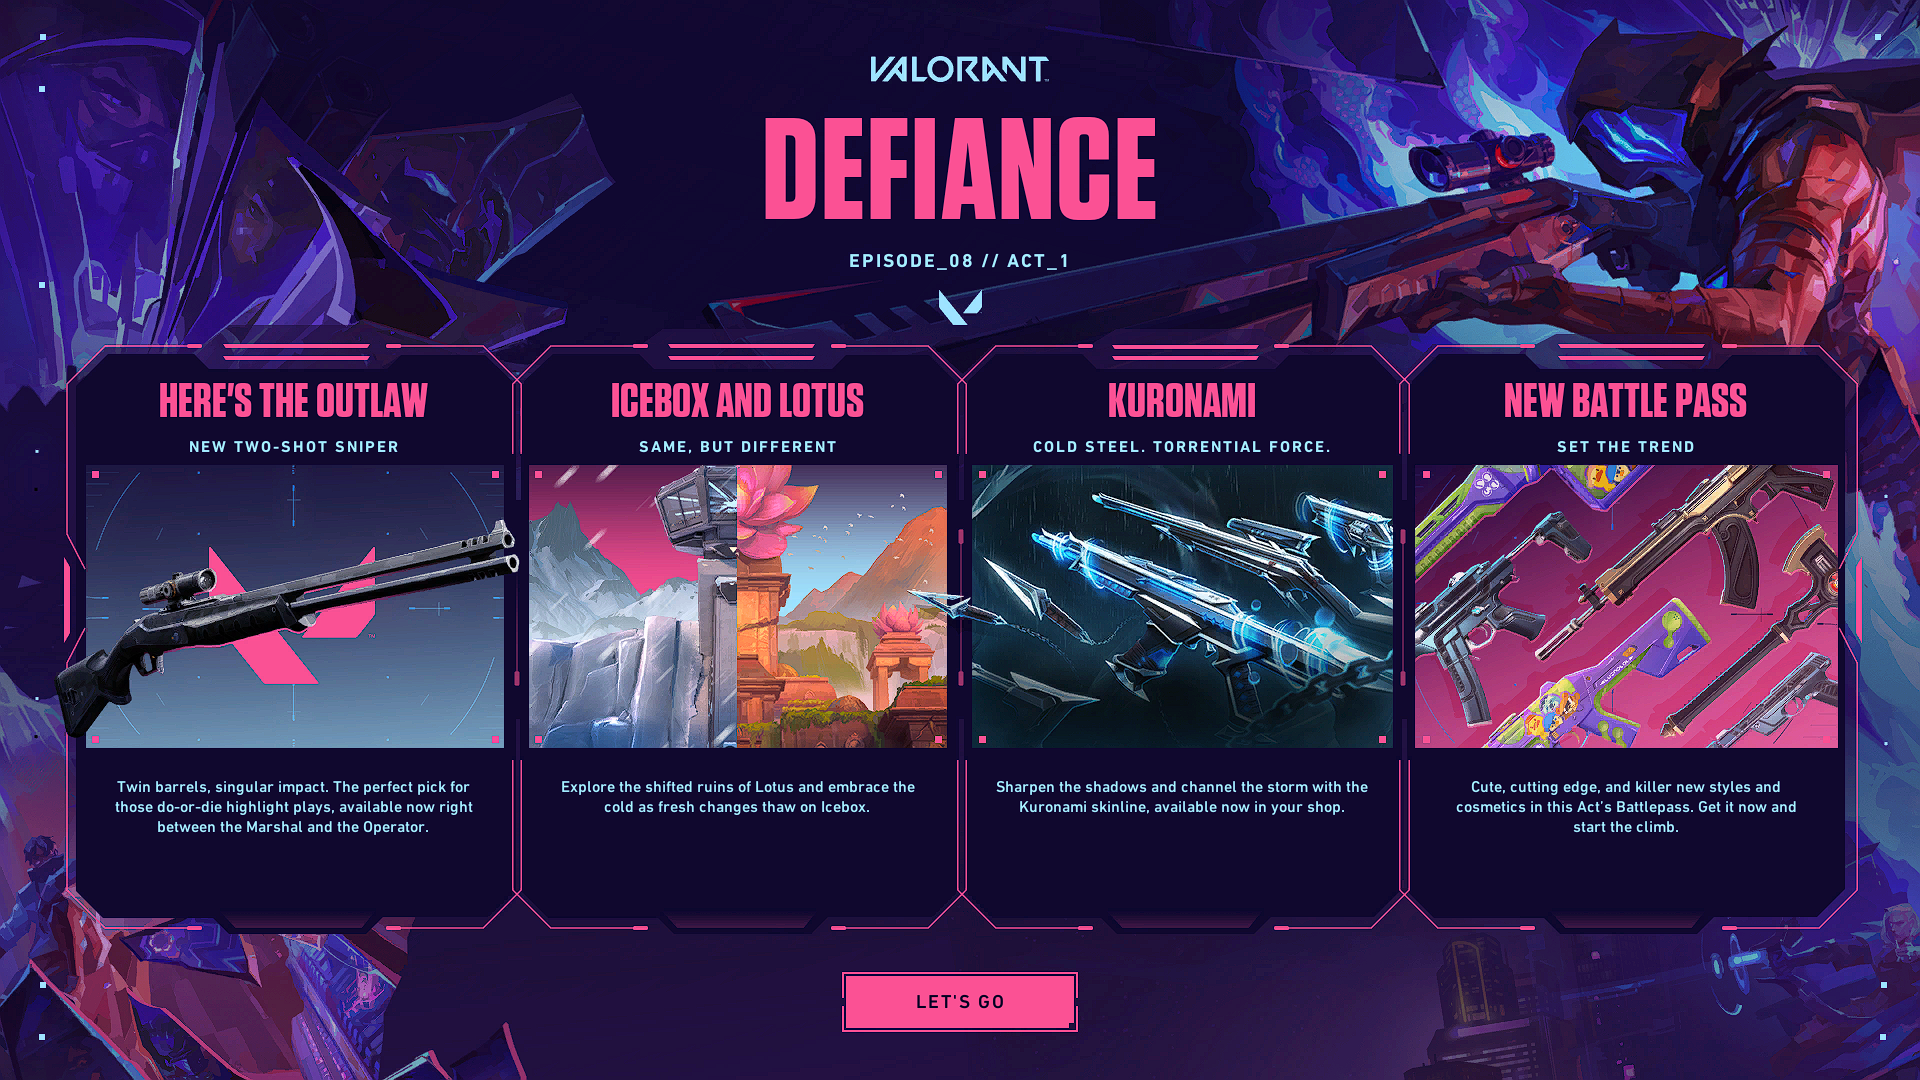 VALORANT
DEFIANCE
EPISODE_08 // ACT_1
HERE'S THE OUTLAW
NEW TWO-SHOT SNIPER
Twin barrels, singular impact. The perfect pick for
those do-or-die highlight plays, available now right
between the Marshal and the Operator.
ICEBOX AND LOTUS
SAME, BUT DIFFERENT
Explore the shifted ruins of Lotus and embrace the
cold as fresh changes thaw on Icebox.
KURONAMI
COLD STEEL. TORRENTIAL FORCE.
Sharpen the shadows and channel the storm with the
Kuronami skinline, available now in your shop.
NEW BATTLE PASS
SET THE TREND
Cute, cutting edge, and killer new styles and
cosmetics in this Act's Battlepass. Get it now and
start the climb.
LET'S GO